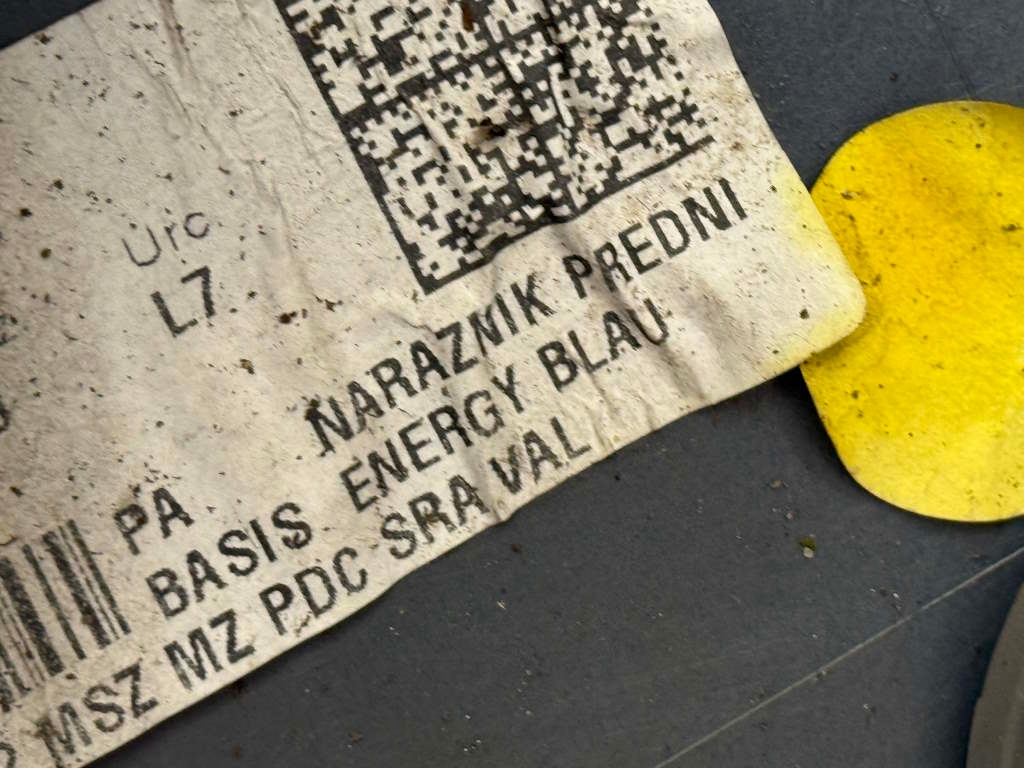 Urc
L7
PA NARAZNIK PREDNI
BASIS ENERGY BLAU
MSZ MZ PDC SRA VAL